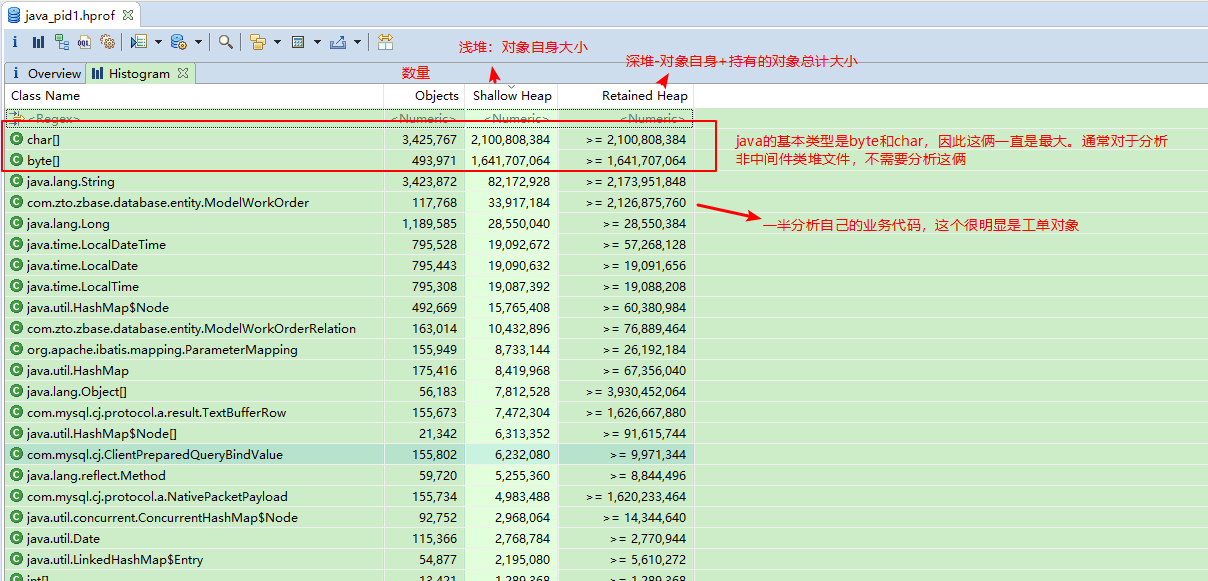 java_pid1.hprof
浅堆：对象自身大小
深堆-对象自身+持有的对象总计大小
i Overview Histogram 数量
Class Name Objects Shallow Heap Retained Heap
<Regex> <Numeric> <Numeric> <Numeric>
char[] 3,425,767 2,100,808,384 >= 2,100,808,384
java的基本类型是byte和char，因此这俩一直是最大。通常对于分析
非中间件类堆文件，不需要分析这俩
byte[] 493,971 1,641,707,064 >= 1,641,707,064
java.lang.String 3,423,872 82,172,928 >= 2,173,951,848
com.zto.zbase.database.entity.ModelWorkOrder 117,768 33,917,184 >= 2,126,875,760
java.lang.Long 1,189,585 28,550,040 >= 28,550,384
一半分析自己的业务代码，这个很明显是工单对象
java.time.LocalDateTime 795,528 19,092,672 >= 57,268,128
java.time.LocalDate 795,443 19,090,632 >= 19,091,656
java.time.LocalTime 795,308 19,087,392 >= 19,088,208
java.util.HashMap$Node 492,669 15,765,408 >= 60,380,984
com.zto.zbase.database.entity.ModelWorkOrderRelation 163,014 10,432,896 >= 76,889,464
org.apache.ibatis.mapping.ParameterMapping 155,949 8,733,144 >= 26,192,184
java.util.HashMap 175,416 8,419,968 >= 67,356,040
java.lang.Object[] 56,183 7,812,528 >= 3,930,452,064
com.mysql.cj.protocol.a.result.TextBufferRow 155,673 7,472,304 >= 1,626,667,880
java.util.HashMap$Node[] 21,342 6,313,352 >= 91,615,744
com.mysql.cj.ClientPreparedQueryBindValue 155,802 6,232,080 >= 9,971,344
java.lang.reflect.Method 59,720 5,255,360 >= 8,844,496
com.mysql.cj.protocol.a.NativePacketPayload 155,734 4,983,488 >= 1,620,233,464
java.util.concurrent.ConcurrentHashMap$Node 92,752 2,968,064 >= 14,344,640
java.util.Date 115,366 2,768,784 >= 2,770,944
java.util.LinkedHashMap$Entry 54,877 2,195,080 >= 5,610,272
int[] 13,421 1,289,368 >= 1,289,368